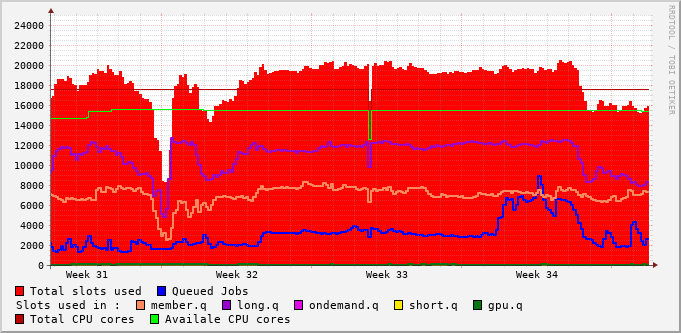 RRDTOOL / TOBI OETIKER
24000
22000
20000
18000
16000
14000
12000
10000
8000
6000
4000
2000
0
Week 31 Week 32 Week 33 Week 34
Total slots used Queued Jobs
Slots used in : member.q long.q ondemand.q short.q gpu.q
Total CPU cores Availale CPU cores